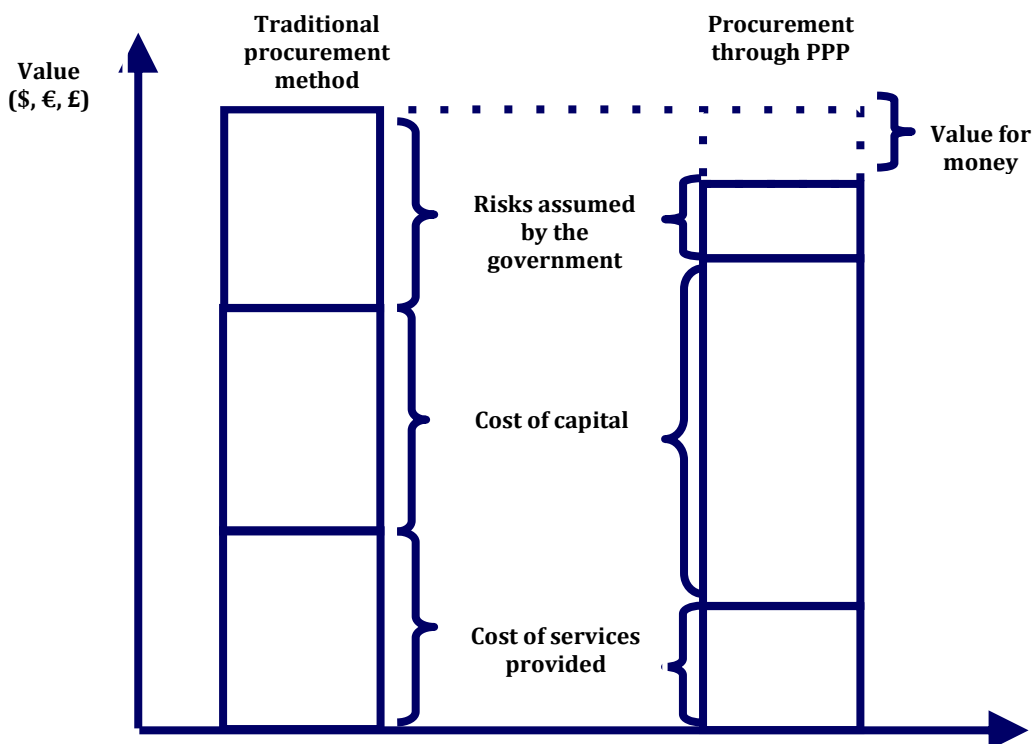 Traditional
procurement
method
Procurement
through PPP
Value
($, €, £)
Value for
money
Risks assumed
by the
government
Cost of capital
Cost of services
provided